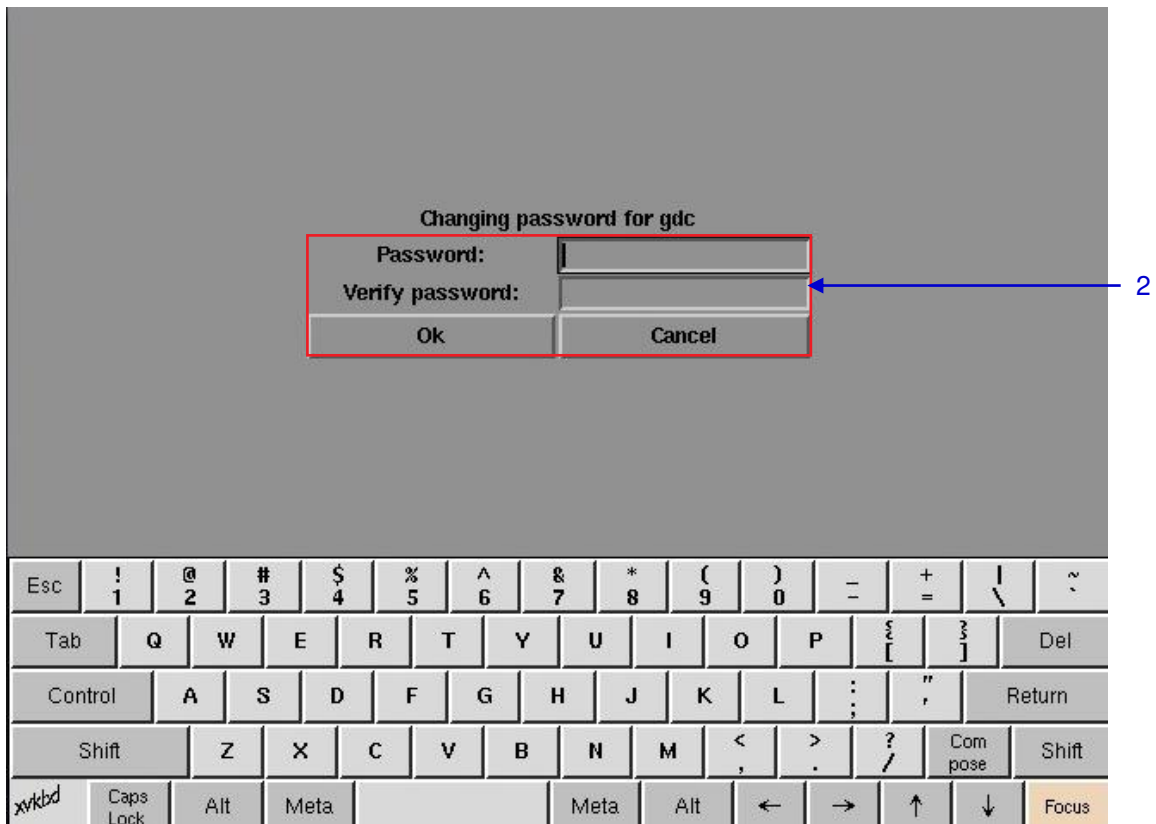 Changing password for gdc
Password:
Verify password:
2
Ok Cancel
Esc ! 1 @ 2 # 3 $ 4 % 5 ^ 6 & 7 * 8 ( 9 ) 0 _ - + = | \ ~ `
Tab Q W E R T Y U I O P { [ } ] Del
Control A S D F G H J K L : ; " ' Return
Shift Z X C V B N M < , > . ? / Com pose Shift
xvkbd Caps Lock Alt Meta Meta Alt ← → ↑ ↓ Focus